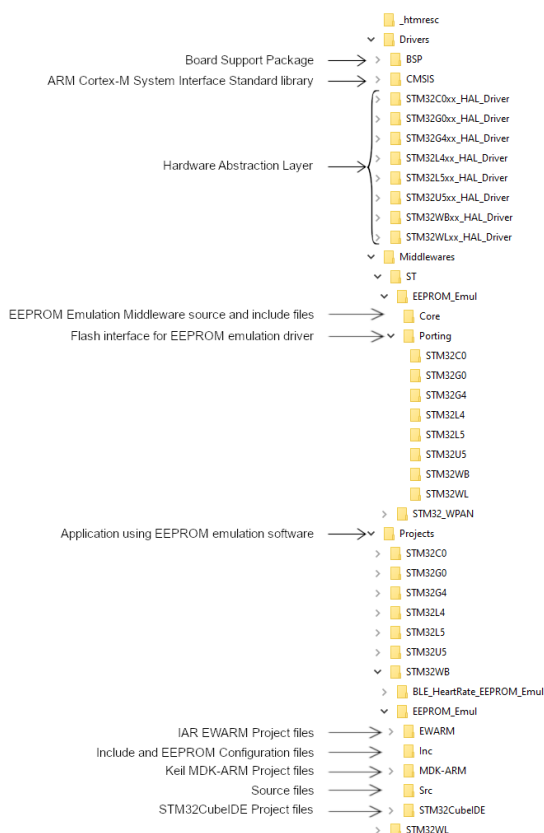 _htmresc
Drivers
Board Support Package BSP
ARM Cortex-M System Interface Standard library CMSIS
STM32C0xx_HAL_Driver
STM32G0xx_HAL_Driver
STM32G4xx_HAL_Driver
Hardware Abstraction Layer STM32L4xx_HAL_Driver
STM32L5xx_HAL_Driver
STM32U5xx_HAL_Driver
STM32WBxx_HAL_Driver
STM32WLxx_HAL_Driver
Middlewares
ST
EEPROM_Emul
EEPROM Emulation Middleware source and include files Core
Flash interface for EEPROM emulation driver Porting
STM32C0
STM32G0
STM32G4
STM32L4
STM32L5
STM32U5
STM32WB
STM32WL
STM32_WPAN
Application using EEPROM emulation software Projects
STM32C0
STM32G0
STM32G4
STM32L4
STM32L5
STM32U5
STM32WB
BLE_HeartRate_EEPROM_Emul
EEPROM_Emul
IAR EWARM Project files EWARM
Include and EEPROM Configuration files Inc
Keil MDK-ARM Project files MDK-ARM
Source files Src
STM32CubeIDE Project files STM32CubeIDE
STM32WL